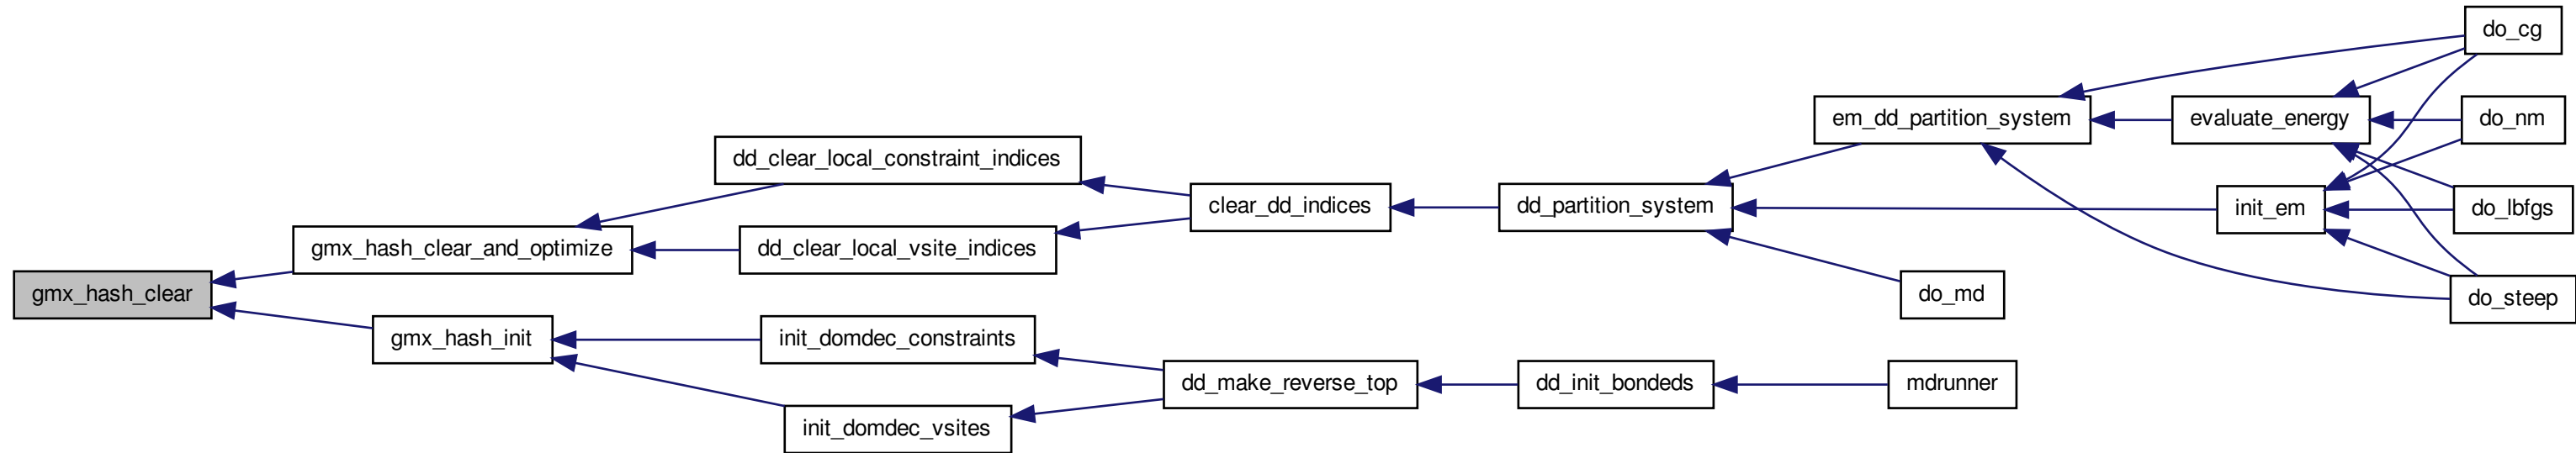 do_cg
em_dd_partition_system
evaluate_energy
do_nm
dd_clear_local_constraint_indices
clear_dd_indices
dd_partition_system
init_em
do_lbfgs
gmx_hash_clear_and_optimize
dd_clear_local_vsite_indices
gmx_hash_clear
do_md
do_steep
gmx_hash_init
init_domdec_constraints
dd_make_reverse_top
dd_init_bondeds
mdrunner
init_domdec_vsites